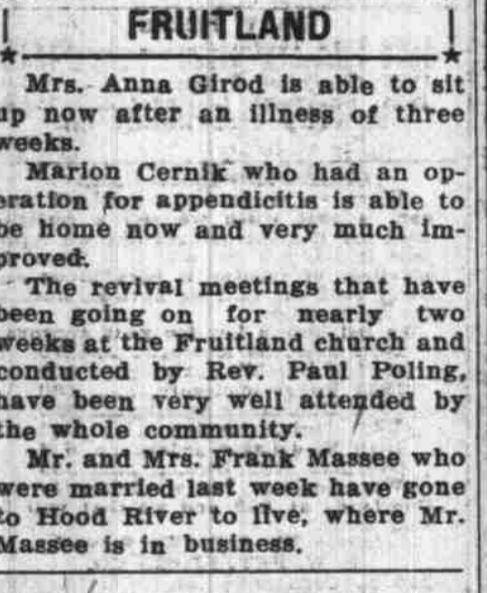 FRUITLAND
Mrs. Anna Girod is able to sit
up now after an illness of three
weeks.
Marion Cernik who had an op-
eration for appendicitis is able to
be home now and very much im-
proved.
The revival meetings that have
been going on for nearly two
weeks at the Fruitland church and
conducted by Rev. Paul Poling,
have been very well attended by
the whole community.
Mr. and Mrs. Frank Massee who
were married last week have gone
to Hood River to live, where Mr.
Massee is in business.